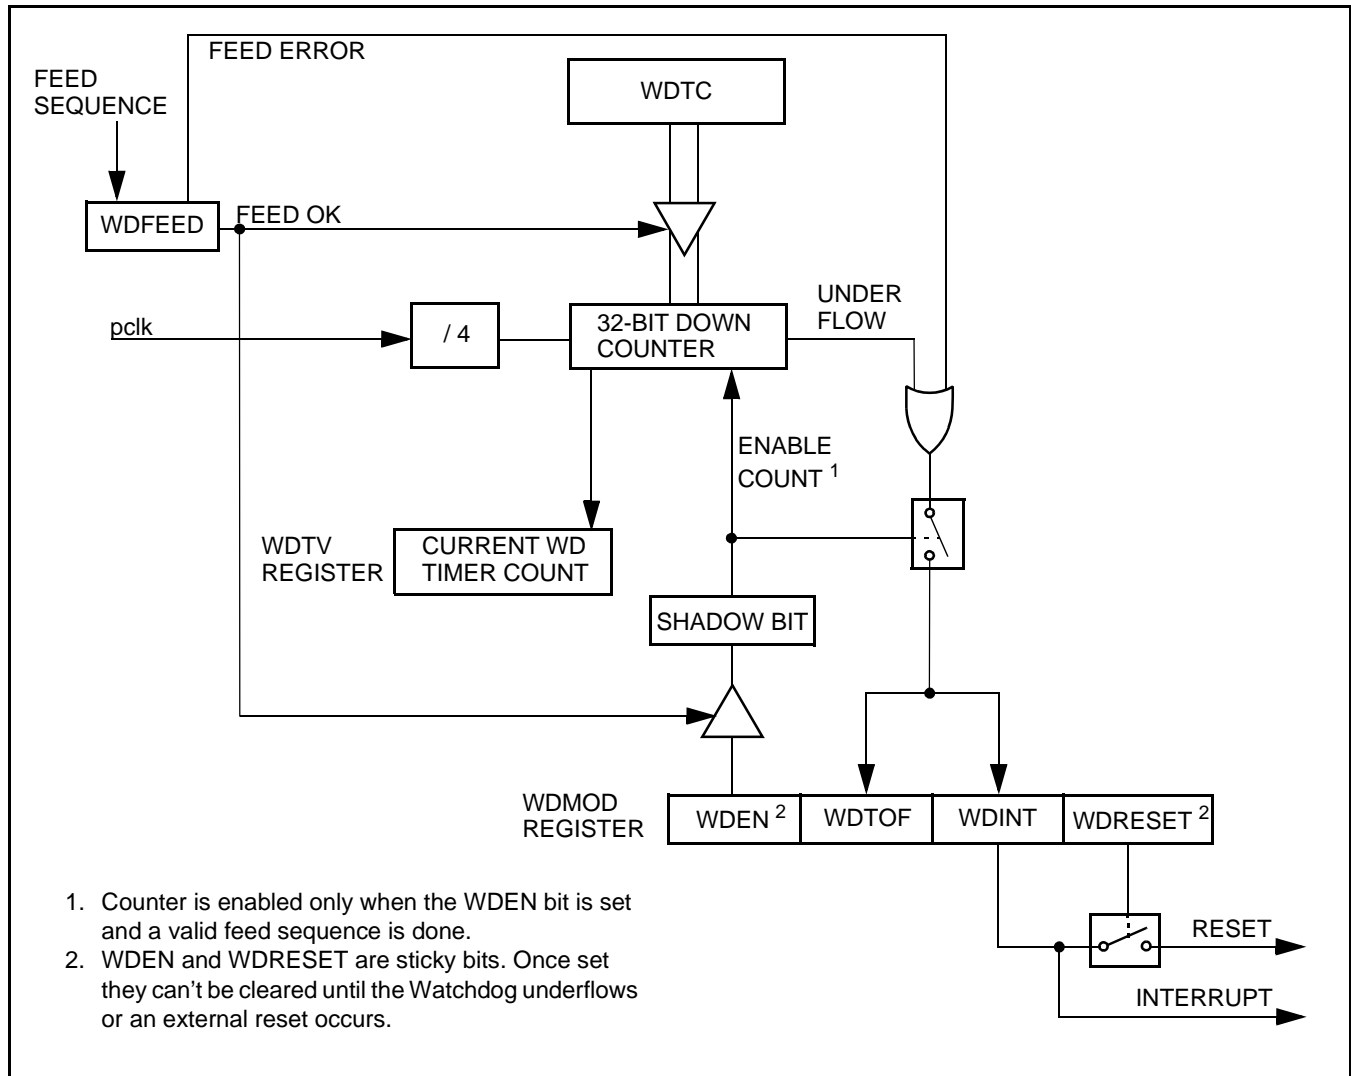 FEED ERROR
FEED
SEQUENCE
WDTC
WDFEED
FEED OK
UNDER
FLOW
pclk
/ 4
32-BIT DOWN
COUNTER
ENABLE
COUNT 1
WDTV
REGISTER
CURRENT WD
TIMER COUNT
SHADOW BIT
WDMOD
REGISTER
WDEN 2
WDTOF
WDINT
WDRESET 2
RESET
INTERRUPT
1. Counter is enabled only when the WDEN bit is set
and a valid feed sequence is done.
2. WDEN and WDRESET are sticky bits. Once set
they can't be cleared until the Watchdog underflows
or an external reset occurs.